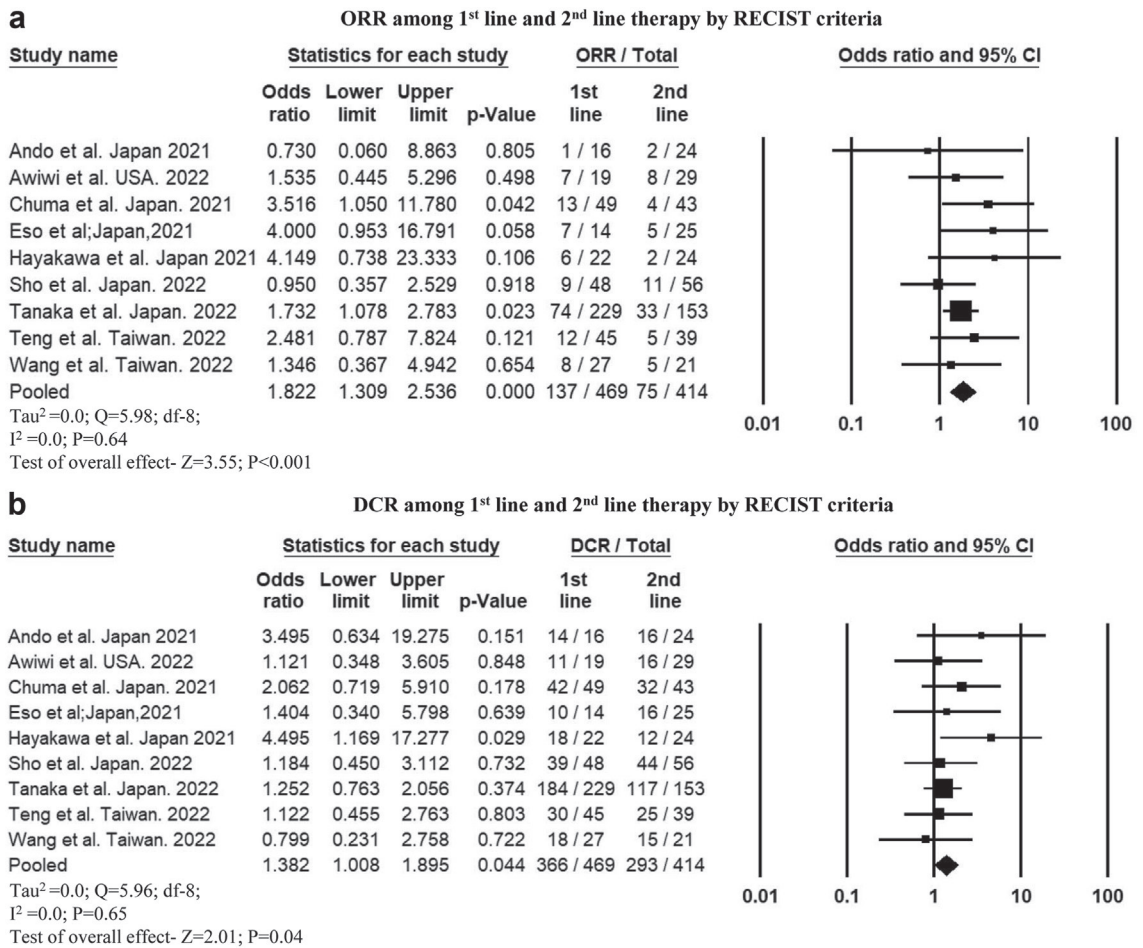 a ORR among 1st line and 2nd line therapy by RECIST criteria
Study name Statistics for each study ORR / Total Odds ratio and 95% CI
Odds Lower Upper 1st 2nd
ratio limit limit p-Value line line
Ando et al. Japan 2021 0.730 0.060 8.863 0.805 1 / 16 2 / 24
Awiwi et al. USA. 2022 1.535 0.445 5.296 0.498 7 / 19 8 / 29
Chuma et al. Japan. 2021 3.516 1.050 11.780 0.042 13 / 49 4 / 43
Eso et al;Japan,2021 4.000 0.953 16.791 0.058 7 / 14 5 / 25
Hayakawa et al. Japan 2021 4.149 0.738 23.333 0.106 6 / 22 2 / 24
Sho et al. Japan. 2022 0.950 0.357 2.529 0.918 9 / 48 11 / 56
Tanaka et al. Japan. 2022 1.732 1.078 2.783 0.023 74 / 229 33 / 153
Teng et al. Taiwan. 2022 2.481 0.787 7.824 0.121 12 / 45 5 / 39
Wang et al. Taiwan. 2022 1.346 0.367 4.942 0.654 8 / 27 5 / 21
Pooled 1.822 1.309 2.536 0.000 137 / 469 75 / 414
Tau² =0.0; Q=5.98; df-8;
0.01 0.1 1 10 100
I² =0.0; P=0.64
Test of overall effect- Z=3.55; P<0.001
b DCR among 1st line and 2nd line therapy by RECIST criteria
Study name Statistics for each study DCR / Total Odds ratio and 95% CI
Odds Lower Upper 1st 2nd
ratio limit limit p-Value line line
Ando et al. Japan 2021 3.495 0.634 19.275 0.151 14 / 16 16 / 24
Awiwi et al. USA. 2022 1.121 0.348 3.605 0.848 11 / 19 16 / 29
Chuma et al. Japan. 2021 2.062 0.719 5.910 0.178 42 / 49 32 / 43
Eso et al;Japan,2021 1.404 0.340 5.798 0.639 10 / 14 16 / 25
Hayakawa et al. Japan 2021 4.495 1.169 17.277 0.029 18 / 22 12 / 24
Sho et al. Japan. 2022 1.184 0.450 3.112 0.732 39 / 48 44 / 56
Tanaka et al. Japan. 2022 1.252 0.763 2.056 0.374 184 / 229 117 / 153
Teng et al. Taiwan. 2022 1.122 0.455 2.763 0.803 30 / 45 25 / 39
Wang et al. Taiwan. 2022 0.799 0.231 2.758 0.722 18 / 27 15 / 21
Pooled 1.382 1.008 1.895 0.044 366 / 469 293 / 414
Tau² =0.0; Q=5.96; df-8;
0.01 0.1 1 10 100
I² =0.0; P=0.65
Test of overall effect- Z=2.01; P=0.04